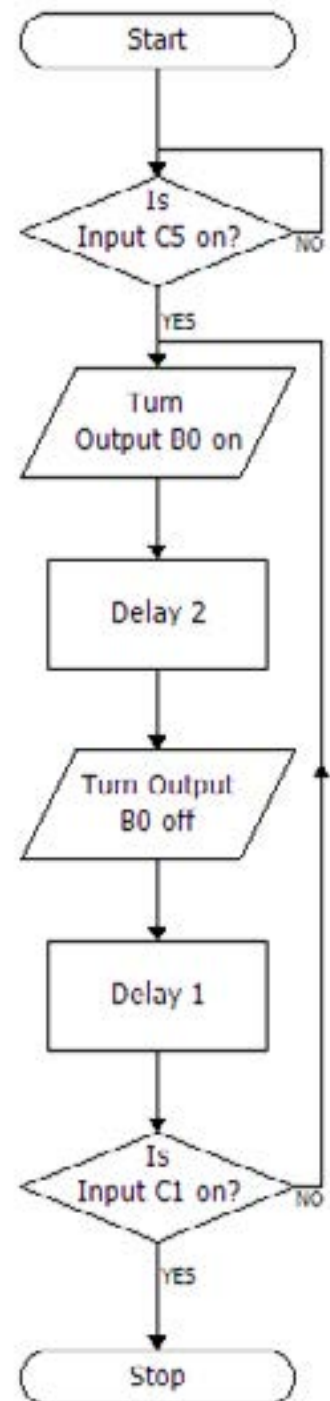 Start
Is
Input C5 on?
NO
YES
Turn
Output B0 on
Delay 2
Turn Output
B0 off
Delay 1
Is
Input C1 on?
NO
YES
Stop